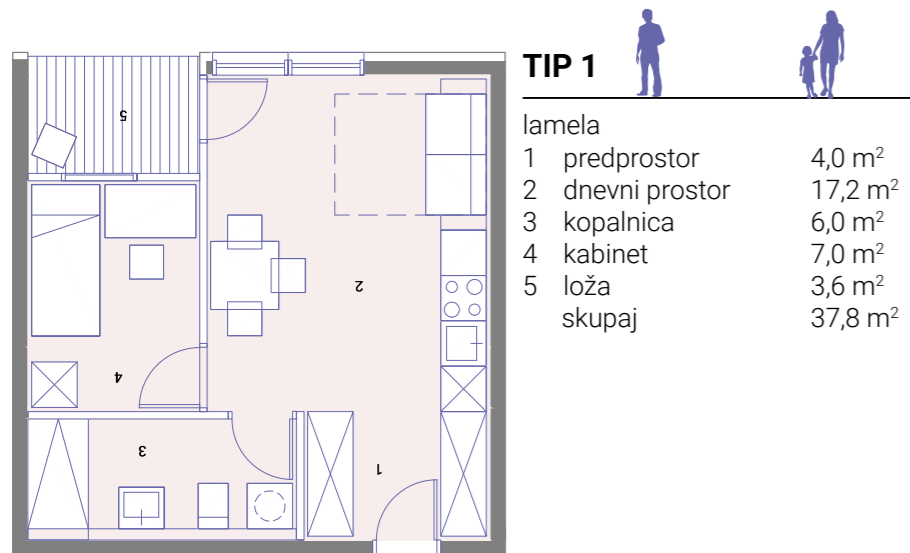 TIP 1
lamela
1 predprostor 4,0 m²
2 dnevni prostor 17,2 m²
3 kopalnica 6,0 m²
4 kabinet 7,0 m²
5 loža 3,6 m²
skupaj 37,8 m²
5
2
4
3
1